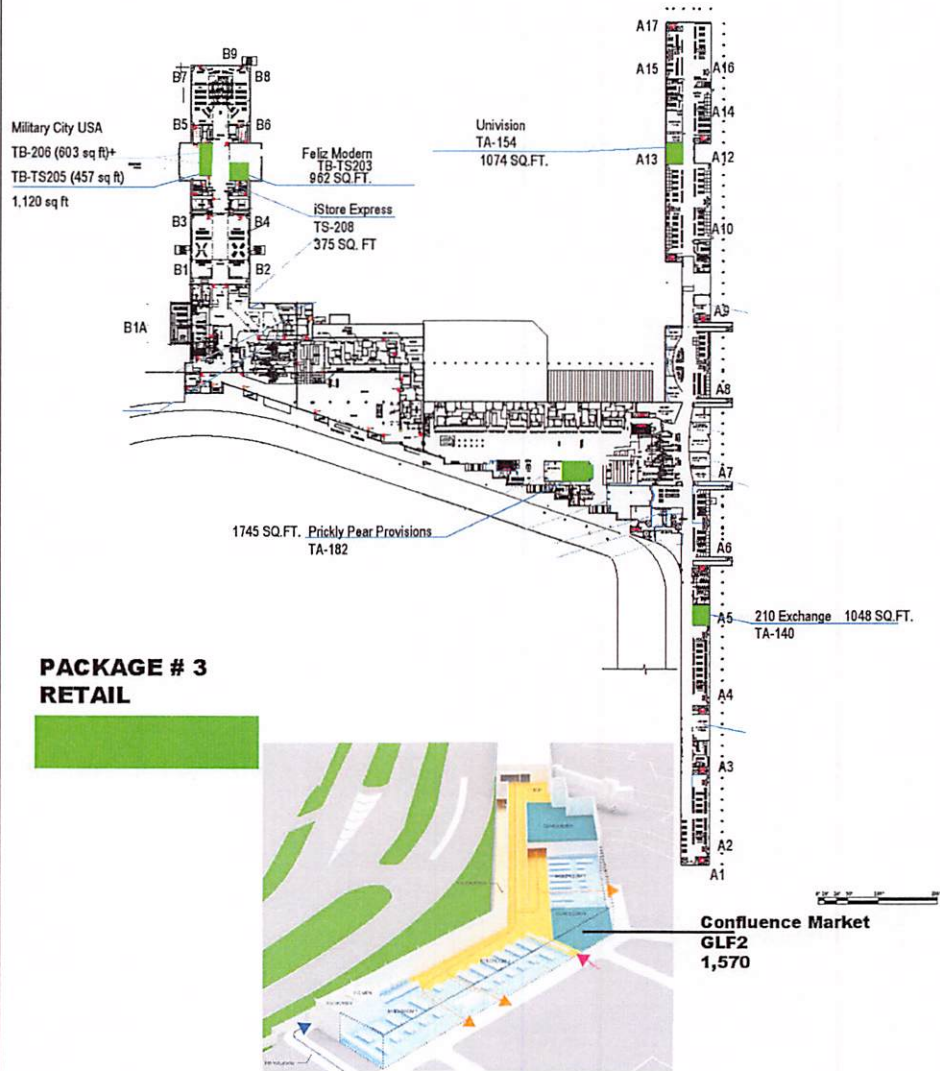 A17
B9
B7
B8
A15
A16
A14
B5
B6
Military City USA
TB-206 (603 sq ft)+
TB-TS205 (457 sq ft)
1,120 sq ft
Feliz Modern
TB-TS203
962 SQ.FT.
Univision
TA-154
1074 SQ.FT.
A13
A12
iStore Express
TS-208
375 SQ. FT
B3
B4
A10
B1
B2
A9
B1A
A8
A7
1745 SQ.FT. Prickly Pear Provisions
TA-182
A6
A5
210 Exchange 1048 SQ.FT.
TA-140
PACKAGE # 3
RETAIL
A4
A3
A2
A1
Confluence Market
GLF2
1,570